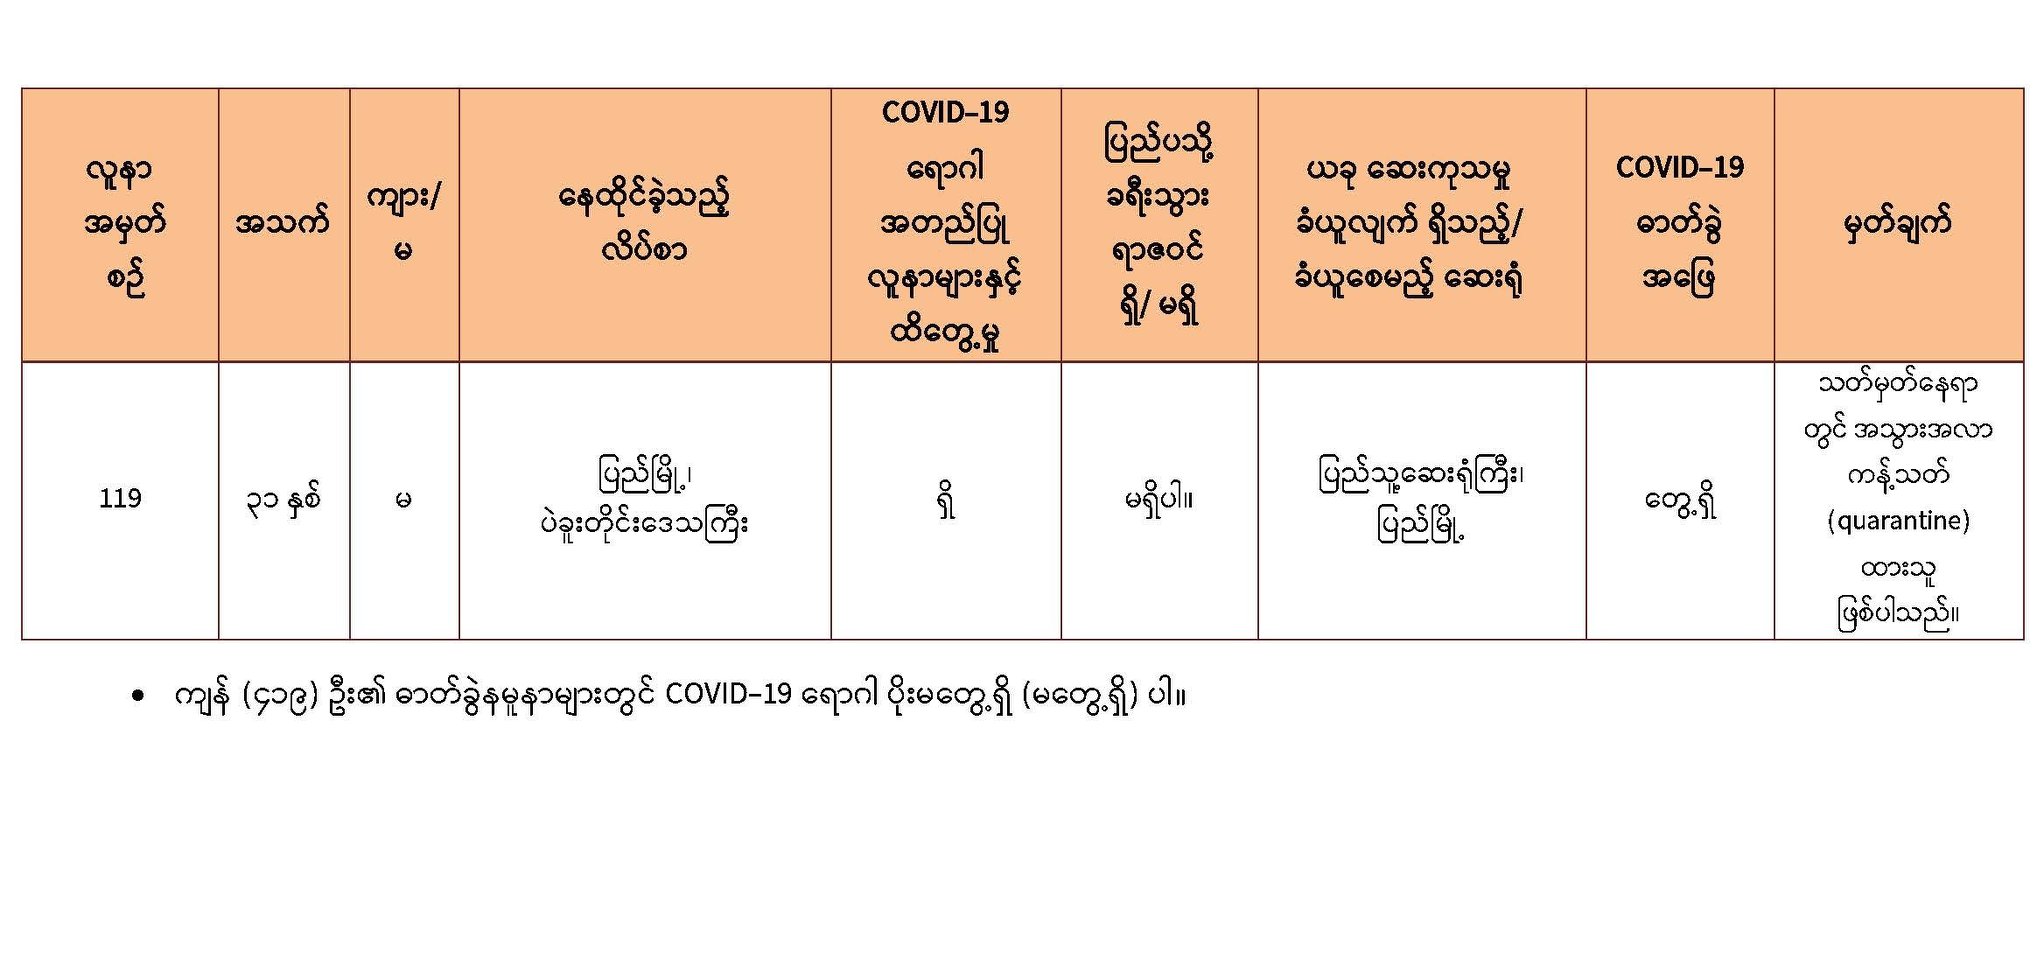 လူနာ
အမှတ်
စဉ်
အသက်
ကျား/
မ
နေထိုင်ခဲ့သည့်
လိပ်စာ
COVID–19
ရောဂါ
အတည်ပြု
လူနာများနှင့်
ထိတွေ့မှု
ပြည်ပသို့
ခရီးသွား
ရာဇဝင်
ရှိ/ မရှိ
ယခု ဆေးကုသမှု
ခံယူလျက် ရှိသည့်/
ခံယူစေမည့် ဆေးရုံ
COVID–19
ဓာတ်ခွဲ
အဖြေ
မှတ်ချက်
119
၃၁ နှစ်
မ
ပြည်မြို့၊
ပဲခူးတိုင်းဒေသကြီး
ရှိ
မရှိပါ။
ပြည်သူ့ဆေးရုံကြီး၊
ပြည်မြို့
တွေ့ရှိ
သတ်မှတ်နေရာ
တွင် အသွားအလာ
ကန့်သတ်
(quarantine)
ထားသူ
ဖြစ်ပါသည်။
• ကျန် (၄၁၉) ဦး၏ ဓာတ်ခွဲနမူနာများတွင် COVID–19 ရောဂါ ပိုးမတွေ့ရှိ (မတွေ့ရှိ) ပါ။